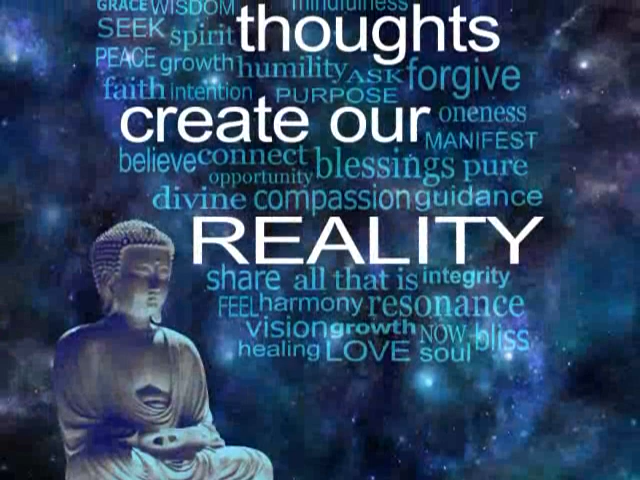 GRACE WISDOM mindfulness
SEEK spirit thoughts
PEACE growth humility ASK forgive
faith intention PURPOSE
create our oneness
MANIFEST
believe connect blessings pure
opportunity
divine compassion guidance
REALITY
share all that is integrity
FEEL harmony resonance
vision growth NOW bliss
healing LOVE soul